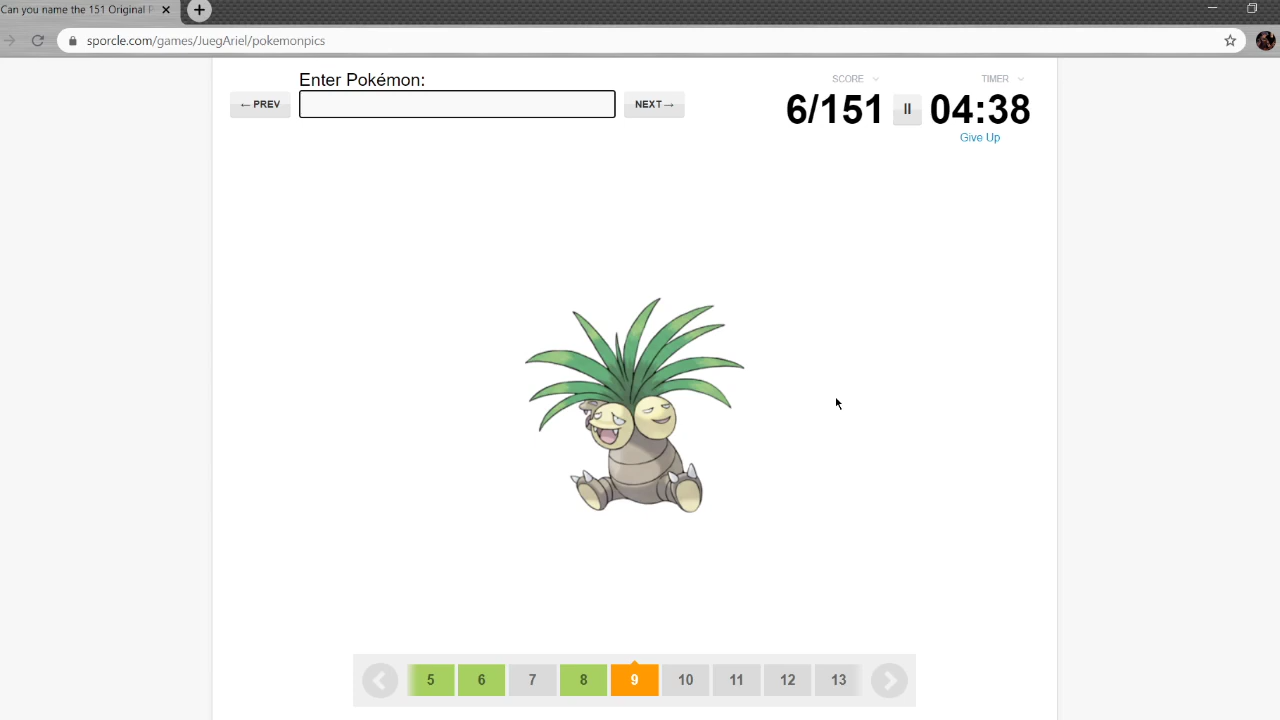 Can you name the 151 Original
sporcle.com/games/JuegAriel/pokemonpics
Enter Pokémon:
← PREV
NEXT →
SCORE
6/151
TIMER
04:38
Give Up
5 6 7 8 9 10 11 12 13